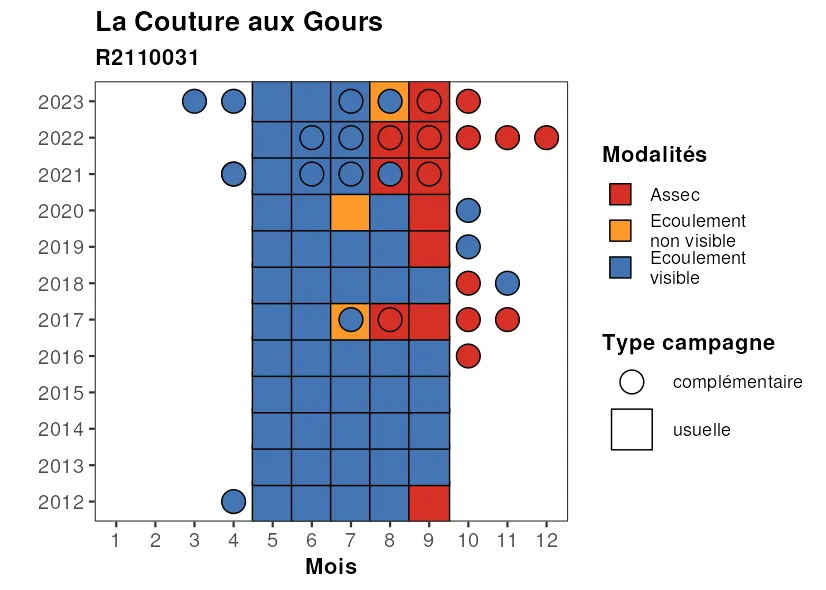 La Couture aux Gours
R2110031
2023
2022
2021
2020
2019
2018
2017
2016
2015
2014
2013
2012
1 2 3 4 5 6 7 8 9 10 11 12
Mois
Modalités
Assec
Ecoulement
non visible
Ecoulement
visible
Type campagne
complémentaire
usuelle